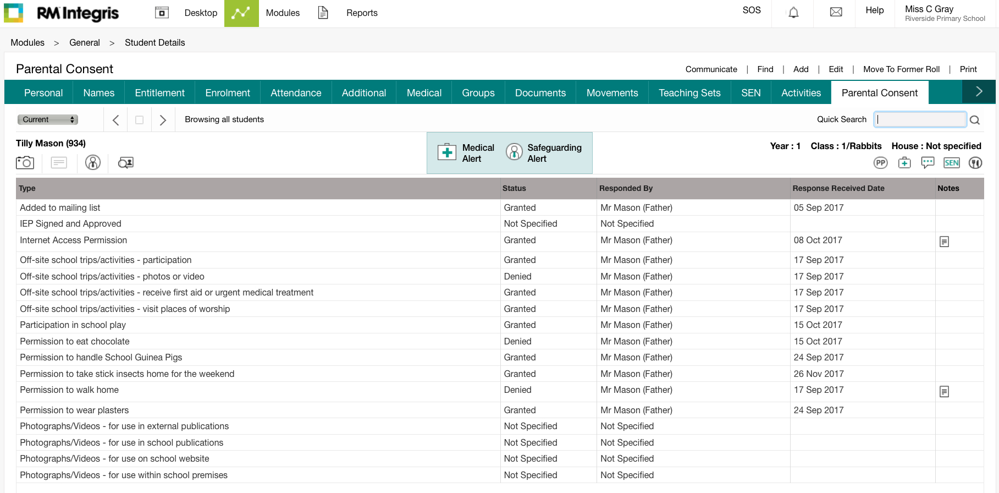 RM Integris Desktop Modules Reports SOS Help Miss C Gray
Riverside Primary School
Modules > General > Student Details
Parental Consent Communicate | Find | Add | Edit | Move To Former Roll | Print
Personal Names Entitlement Enrolment Attendance Additional Medical Groups Documents Movements Teaching Sets SEN Activities Parental Consent
Current Browsing all students Quick Search
Tilly Mason (934) Medical Alert Safeguarding Alert Year : 1 Class : 1/Rabbits House : Not specified
PP SEN
Type Status Responded By Response Received Date Notes
Added to mailing list Granted Mr Mason (Father) 05 Sep 2017
IEP Signed and Approved Not Specified Not Specified
Internet Access Permission Granted Mr Mason (Father) 08 Oct 2017
Off-site school trips/activities - participation Granted Mr Mason (Father) 17 Sep 2017
Off-site school trips/activities - photos or video Denied Mr Mason (Father) 17 Sep 2017
Off-site school trips/activities - receive first aid or urgent medical treatment Granted Mr Mason (Father) 17 Sep 2017
Off-site school trips/activities - visit places of worship Granted Mr Mason (Father) 17 Sep 2017
Participation in school play Granted Mr Mason (Father) 15 Oct 2017
Permission to eat chocolate Denied Mr Mason (Father) 15 Oct 2017
Permission to handle School Guinea Pigs Granted Mr Mason (Father) 24 Sep 2017
Permission to take stick insects home for the weekend Granted Mr Mason (Father) 26 Nov 2017
Permission to walk home Denied Mr Mason (Father) 17 Sep 2017
Permission to wear plasters Granted Mr Mason (Father) 24 Sep 2017
Photographs/Videos - for use in external publications Not Specified Not Specified
Photographs/Videos - for use in school publications Not Specified Not Specified
Photographs/Videos - for use on school website Not Specified Not Specified
Photographs/Videos - for use within school premises Not Specified Not Specified